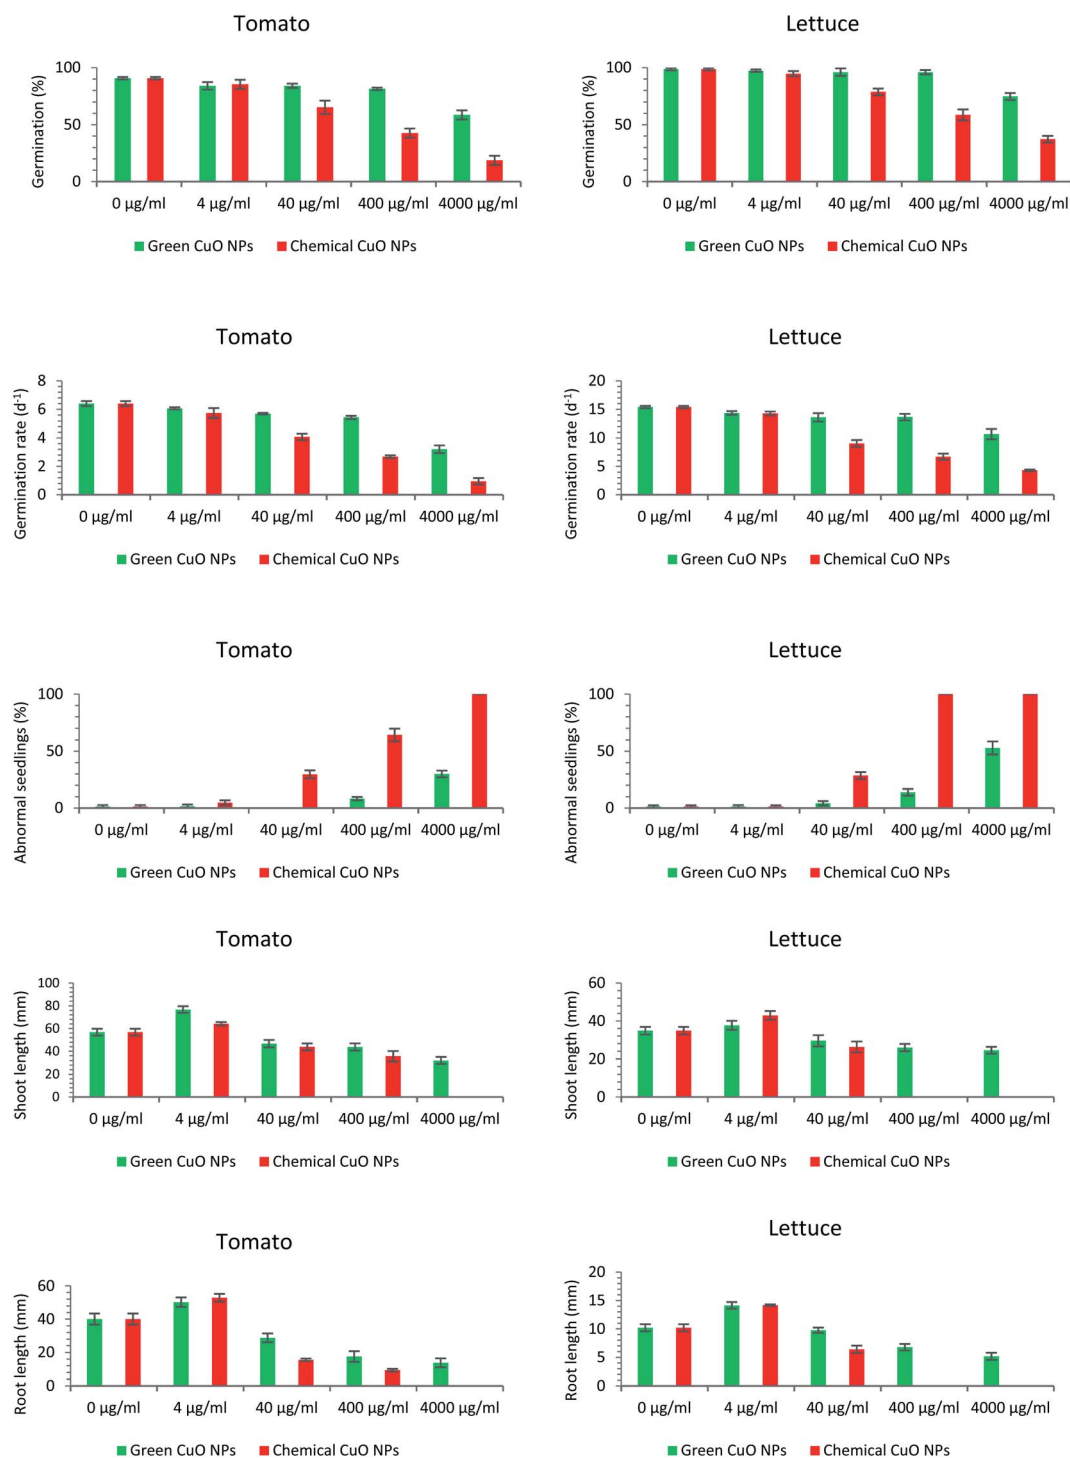 Tomato
Germination (%)
100
50
0
0 µg/ml 4 µg/ml 40 µg/ml 400 µg/ml 4000 µg/ml
Green CuO NPs Chemical CuO NPs
Lettuce
Germination (%)
100
50
0
0 µg/ml 4 µg/ml 40 µg/ml 400 µg/ml 4000 µg/ml
Green CuO NPs Chemical CuO NPs
Tomato
Germination rate (d⁻¹)
8
6
4
2
0
0 µg/ml 4 µg/ml 40 µg/ml 400 µg/ml 4000 µg/ml
Green CuO NPs Chemical CuO NPs
Lettuce
Germination rate (d⁻¹)
20
15
10
5
0
0 µg/ml 4 µg/ml 40 µg/ml 400 µg/ml 4000 µg/ml
Green CuO NPs Chemical CuO NPs
Tomato
Abnormal seedlings (%)
100
50
0
0 µg/ml 4 µg/ml 40 µg/ml 400 µg/ml 4000 µg/ml
Green CuO NPs Chemical CuO NPs
Lettuce
Abnormal seedlings (%)
100
50
0
0 µg/ml 4 µg/ml 40 µg/ml 400 µg/ml 4000 µg/ml
Green CuO NPs Chemical CuO NPs
Tomato
Shoot length (mm)
100
80
60
40
20
0
0 µg/ml 4 µg/ml 40 µg/ml 400 µg/ml 4000 µg/ml
Green CuO NPs Chemical CuO NPs
Lettuce
Shoot length (mm)
60
40
20
0
0 µg/ml 4 µg/ml 40 µg/ml 400 µg/ml 4000 µg/ml
Green CuO NPs Chemical CuO NPs
Tomato
Root length (mm)
60
40
20
0
0 µg/ml 4 µg/ml 40 µg/ml 400 µg/ml 4000 µg/ml
Green CuO NPs Chemical CuO NPs
Lettuce
Root length (mm)
20
15
10
5
0
0 µg/ml 4 µg/ml 40 µg/ml 400 µg/ml 4000 µg/ml
Green CuO NPs Chemical CuO NPs